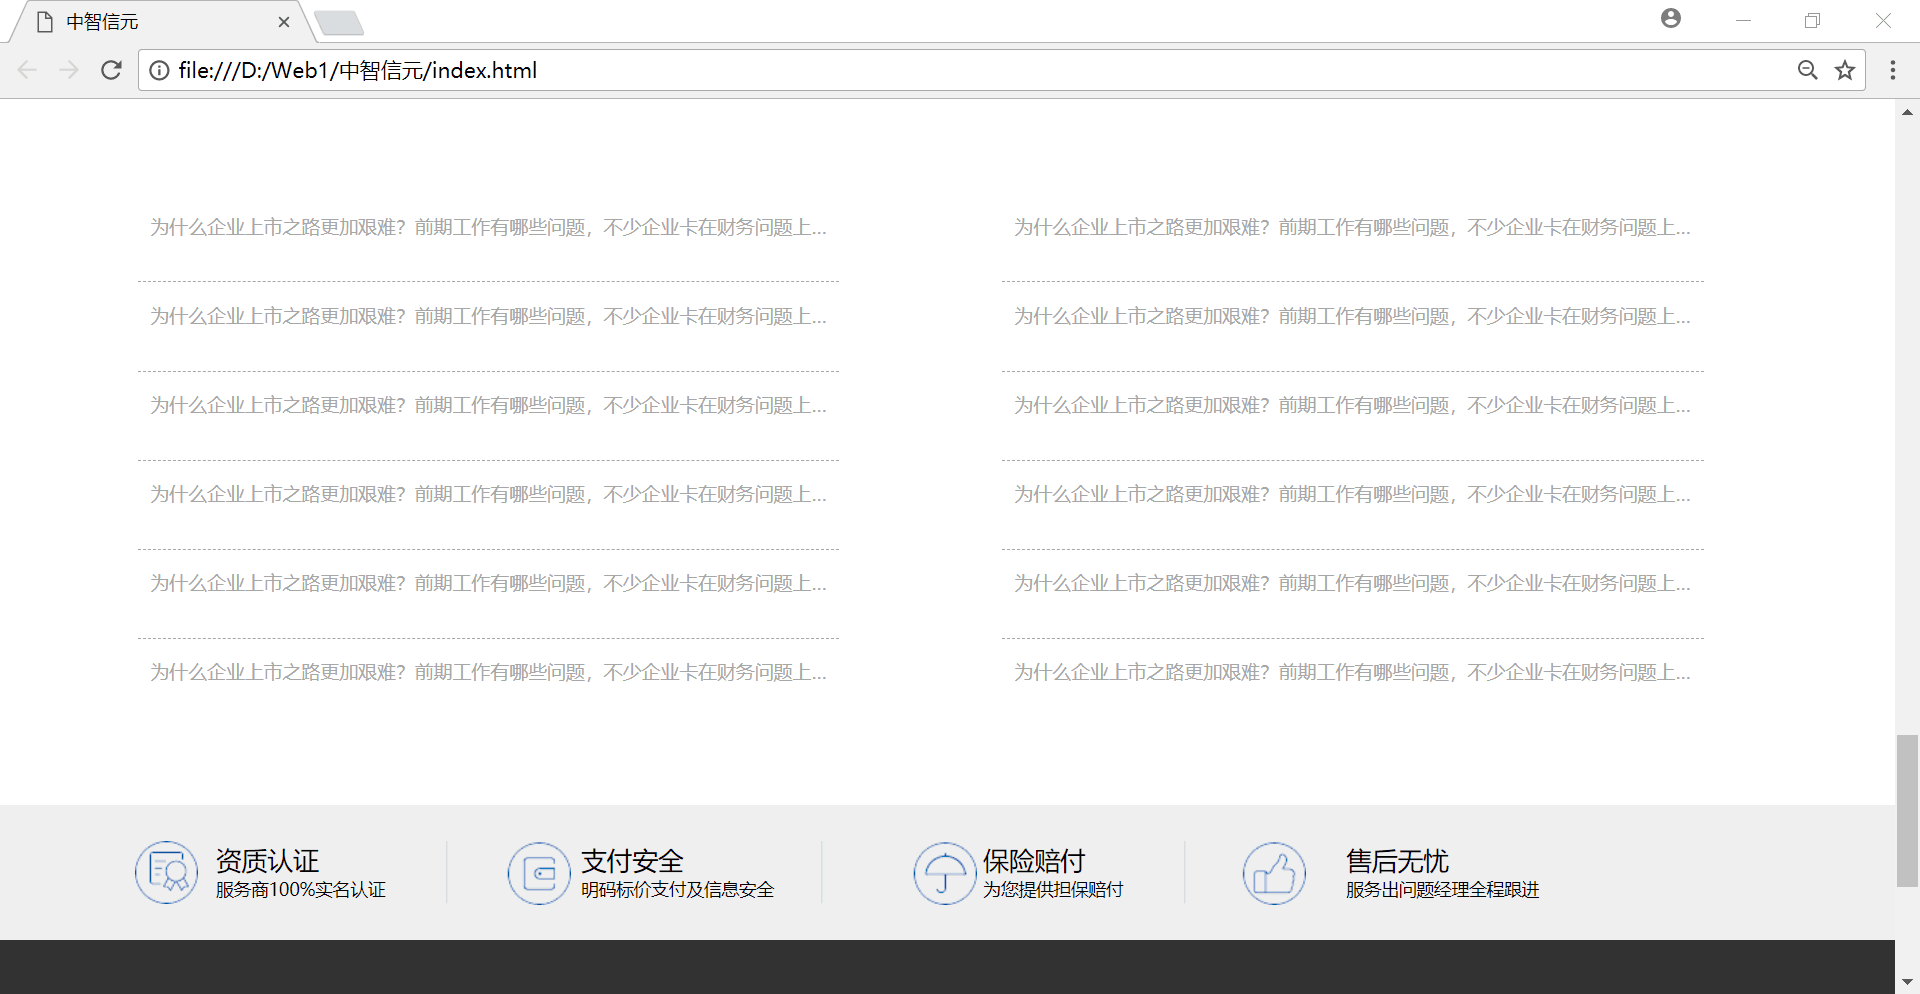 中智信元
file:///D:/Web1/中智信元/index.html
为什么企业上市之路更加艰难？前期工作有哪些问题，不少企业卡在财务问题上...
为什么企业上市之路更加艰难？前期工作有哪些问题，不少企业卡在财务问题上...
为什么企业上市之路更加艰难？前期工作有哪些问题，不少企业卡在财务问题上...
为什么企业上市之路更加艰难？前期工作有哪些问题，不少企业卡在财务问题上...
为什么企业上市之路更加艰难？前期工作有哪些问题，不少企业卡在财务问题上...
为什么企业上市之路更加艰难？前期工作有哪些问题，不少企业卡在财务问题上...
为什么企业上市之路更加艰难？前期工作有哪些问题，不少企业卡在财务问题上...
为什么企业上市之路更加艰难？前期工作有哪些问题，不少企业卡在财务问题上...
为什么企业上市之路更加艰难？前期工作有哪些问题，不少企业卡在财务问题上...
为什么企业上市之路更加艰难？前期工作有哪些问题，不少企业卡在财务问题上...
为什么企业上市之路更加艰难？前期工作有哪些问题，不少企业卡在财务问题上...
为什么企业上市之路更加艰难？前期工作有哪些问题，不少企业卡在财务问题上...
资质认证
服务商100%实名认证
支付安全
明码标价支付及信息安全
保险赔付
为您提供担保赔付
售后无忧
服务出问题经理全程跟进